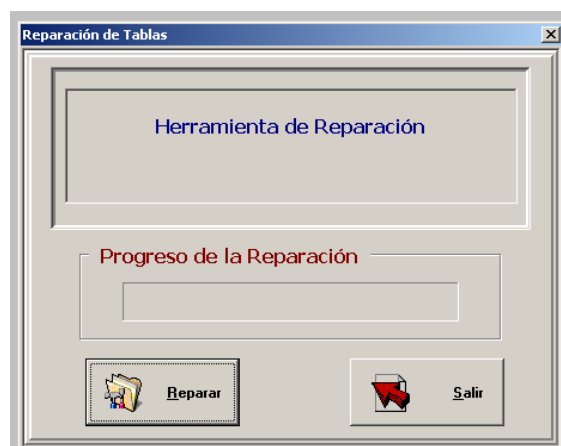 Reparación de Tablas
Herramienta de Reparación
Progreso de la Reparación
Reparar
Salir